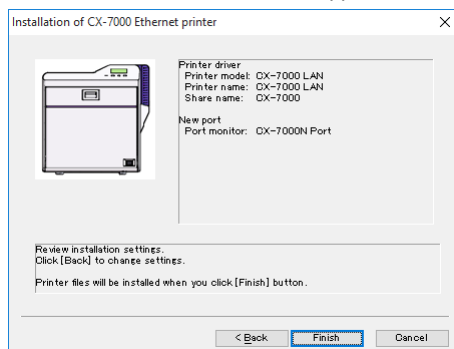 Installation of CX-7000 Ethernet printer
Printer driver
Printer model: CX-7000 LAN
Printer name: CX-7000 LAN
Share name: CX-7000
New port
Port monitor: CX-7000N Port
Review installation settings.
Click [Back] to change settings.
Printer files will be installed when you click [Finish] button.
< Back
Finish
Cancel